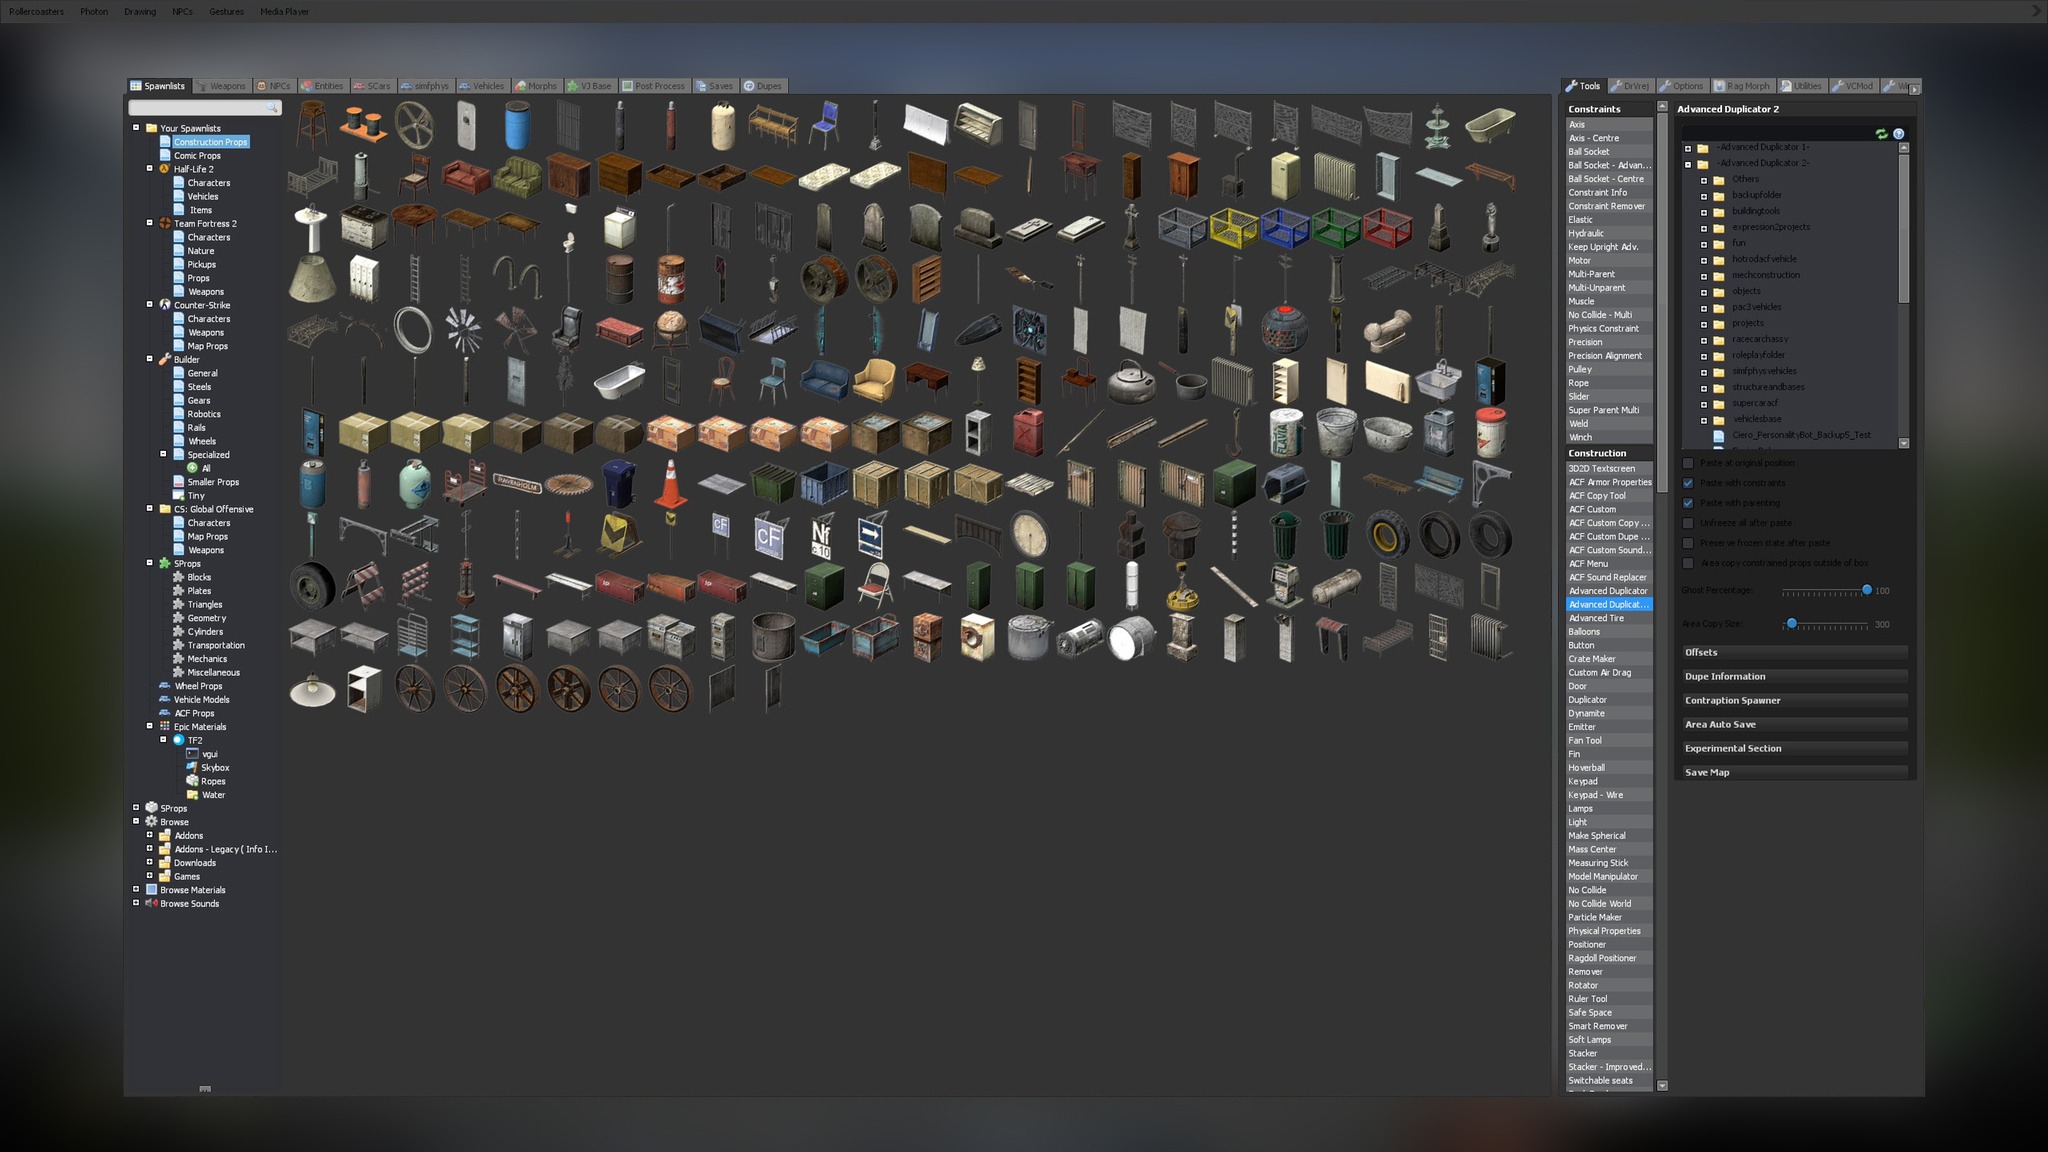 Rollercoasters Photon Drawing NPCs Gestures Media Player
Spawnlists Weapons NPCs Entities SCars simfphys Vehicles Morphs VJ Base Post Process Saves Dupes
Your Spawnlists
Construction Props
Comic Props
Half-Life 2
Characters
Vehicles
Items
Team Fortress 2
Characters
Nature
Pickups
Props
Weapons
Counter-Strike
Characters
Weapons
Map Props
Builder
General
Steels
Gears
Robotics
Rails
Wheels
Specialized
All
Smaller Props
Tiny
CS: Global Offensive
Characters
Map Props
Weapons
SProps
Blocks
Plates
Triangles
Geometry
Cylinders
Transportation
Mechanics
Miscellaneous
Wheel Props
Vehicle Models
ACF Props
Epic Materials
TF2
vgui
Skybox
Ropes
Water
SProps
Browse
Addons
Addons - Legacy ( Info I...
Downloads
Games
Browse Materials
Browse Sounds
RAVENHOLM
FLAVIA
CF
CF
Nf
c 10
Tools DrVrej Options Rag Morph Utilities VCMod Wi
Constraints
Axis
Axis - Centre
Ball Socket
Ball Socket - Advan...
Ball Socket - Centre
Constraint Info
Constraint Remover
Elastic
Hydraulic
Keep Upright Adv.
Motor
Multi-Parent
Multi-Unparent
Muscle
No Collide - Multi
Physics Constraint
Precision
Precision Alignment
Pulley
Rope
Slider
Super Parent Multi
Weld
Winch
Construction
3D2D Textscreen
ACF Armor Properties
ACF Copy Tool
ACF Custom
ACF Custom Copy ...
ACF Custom Dupe ...
ACF Custom Sound...
ACF Menu
ACF Sound Replacer
Advanced Duplicator
Advanced Duplicat...
Advanced Tire
Balloons
Button
Crate Maker
Custom Air Drag
Door
Duplicator
Dynamite
Emitter
Fan Tool
Fin
Hoverball
Keypad
Keypad - Wire
Lamps
Light
Make Spherical
Mass Center
Measuring Stick
Model Manipulator
No Collide
No Collide World
Particle Maker
Physical Properties
Positioner
Ragdoll Positioner
Remover
Rotator
Ruler Tool
Safe Space
Smart Remover
Soft Lamps
Stacker
Stacker - Improved...
Switchable seats
Advanced Duplicator 2
-Advanced Duplicator 1-
-Advanced Duplicator 2-
Others
backupfolder
buildingtools
expression2projects
fun
hotrodacfvehicle
mechconstruction
objects
pac3vehicles
projects
racecarchassy
roleplayfolder
simfphysvehicles
structureandbases
supercaracf
vehiclesbase
Ciero_PersonalityBot_Backup5_Test
Paste at original position
Paste with constraints
Paste with parenting
Unfreeze all after paste
Preserve frozen state after paste
Area copy constrained props outside of box
Ghost Percentage: 100
Area Copy Size: 300
Offsets
Dupe Information
Contraption Spawner
Area Auto Save
Experimental Section
Save Map